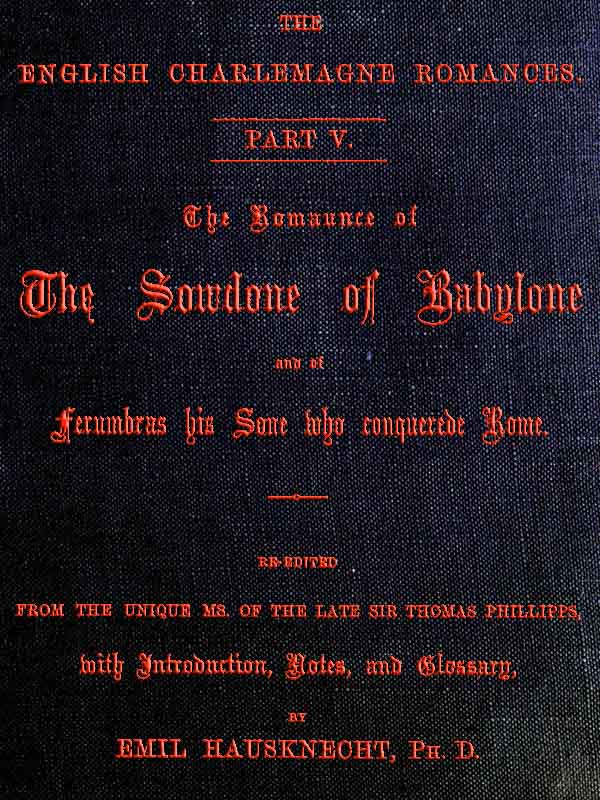 THE
ENGLISH CHARLEMAGNE ROMANCES.
PART V.
The Romaunce of
The Sowdone of Babylone
and of
Ferumbras his Sone who conquerede Rome.
RE-EDITED
FROM THE UNIQUE MS. OF THE LATE SIR THOMAS PHILLIPPS,
with Introduction, Notes, and Glossary,
BY
EMIL HAUSKNECHT, PH. D.